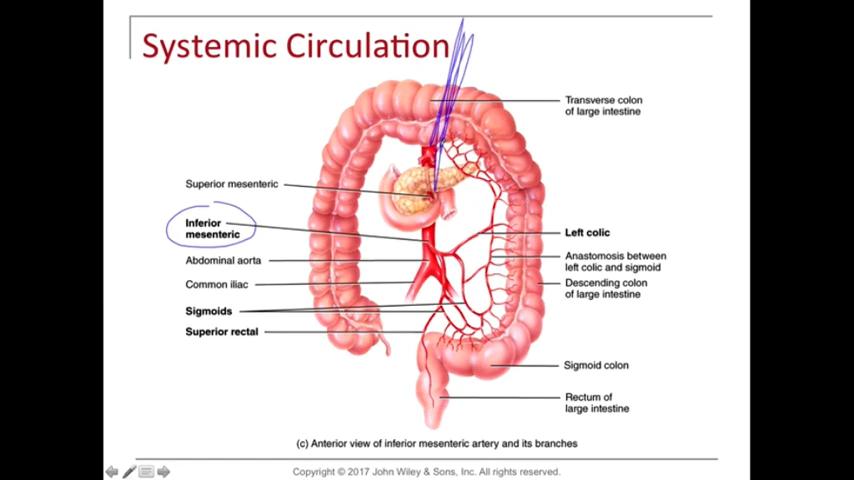 Systemic Circulation
Transverse colon
of large intestine
Superior mesenteric
Inferior
mesenteric
Left colic
Abdominal aorta
Anastomosis between
left colic and sigmoid
Common iliac
Descending colon
of large intestine
Sigmoids
Superior rectal
Sigmoid colon
Rectum of
large intestine
(c) Anterior view of inferior mesenteric artery and its branches
Copyright © 2017 John Wiley & Sons, Inc. All rights reserved.